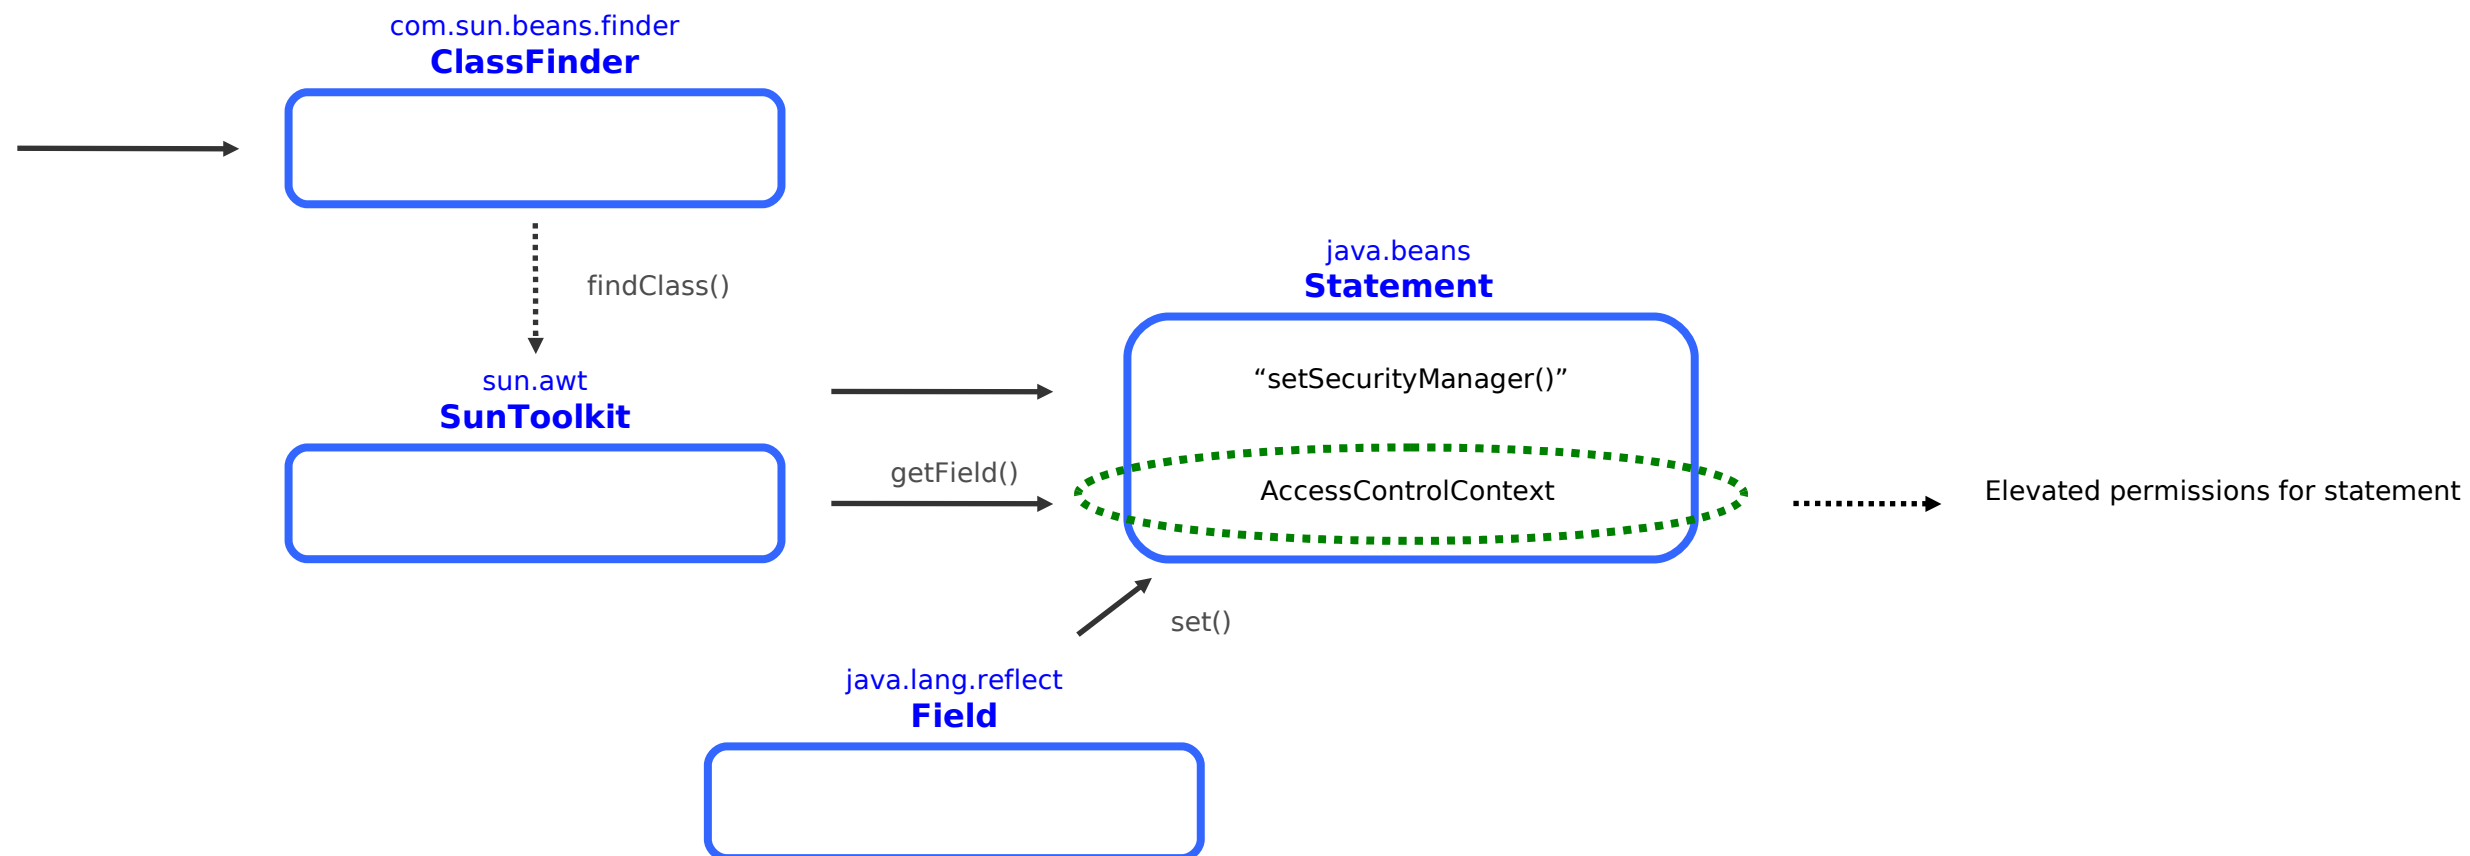 com.sun.beans.finder
ClassFinder
findClass()
java.beans
Statement
“setSecurityManager()”
sun.awt
SunToolkit
getField()
AccessControlContext
Elevated permissions for statement
set()
java.lang.reflect
Field